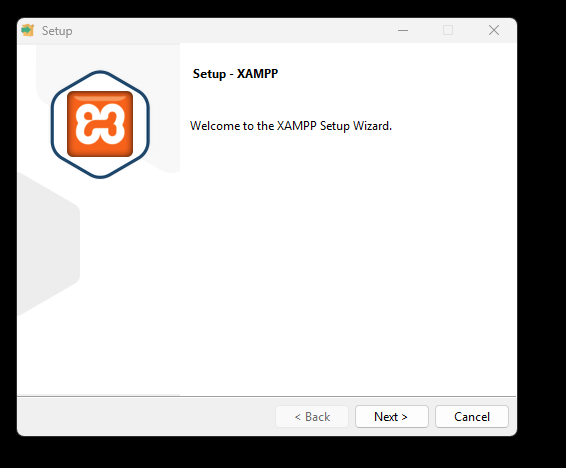 Setup
Setup - XAMPP
Welcome to the XAMPP Setup Wizard.
< Back
Next >
Cancel